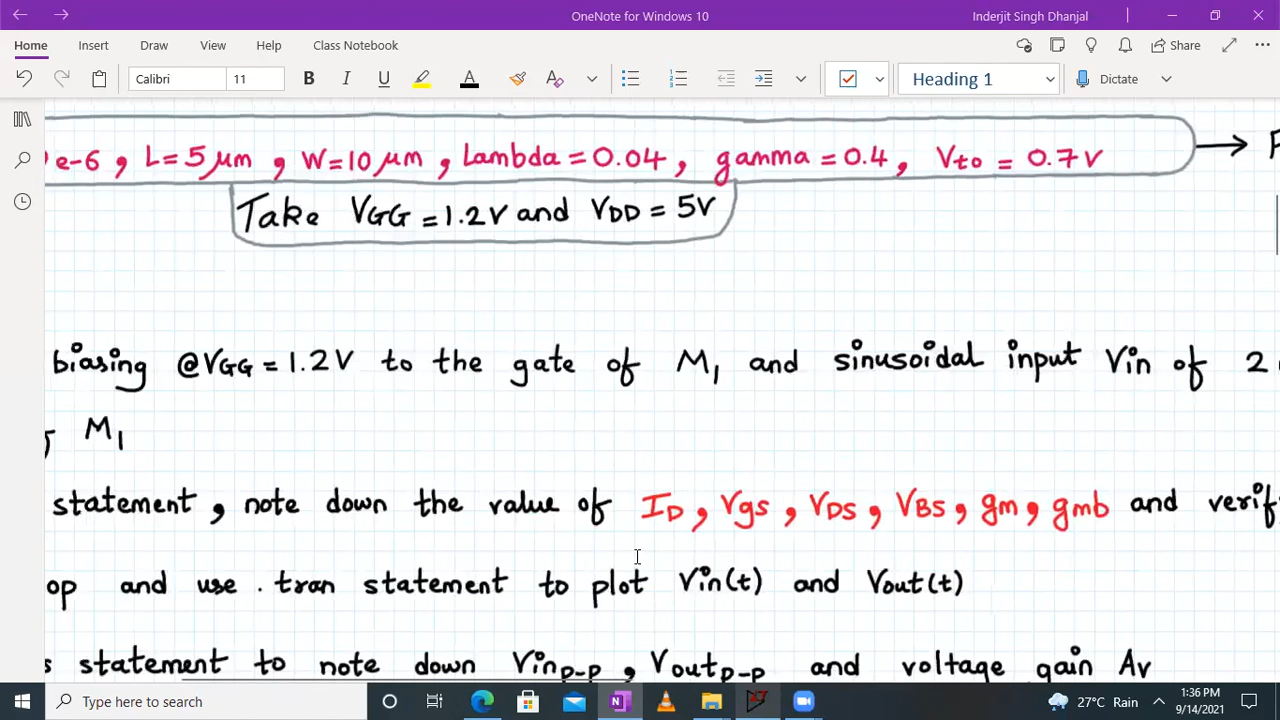 OneNote for Windows 10
Inderjit Singh Dhanjal
Home Insert Draw View Help Class Notebook
Share
Calibri 11 B I U A Heading 1 Dictate
e-6, L=5 μm, W=10 μm, Lambda = 0.04, gamma = 0.4, Vto = 0.7V
Take VGG = 1.2V and VDD = 5V
biasing @VGG = 1.2V to the gate of M1 and sinusoidal input Vin of 2
M1
statement, note down the value of ID, Vgs, VDS, VBS, gm, gmb and verif
op and use .tran statement to plot Vin(t) and Vout(t)
s statement to note down Vinp-p, Voutp-p and voltage gain Av
Type here to search
27°C Rain
1:36 PM
9/14/2021